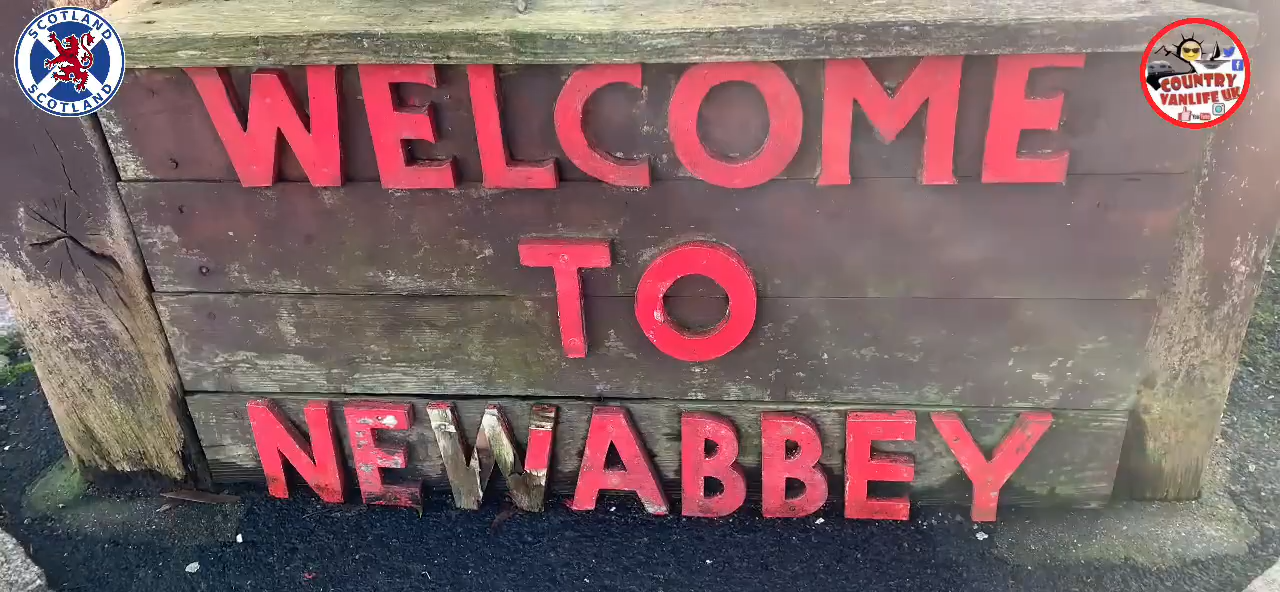 SCOTLAND
SCOTLAND
COUNTRY
VANLIFE UK
WELCOME
TO
NEWABBEY